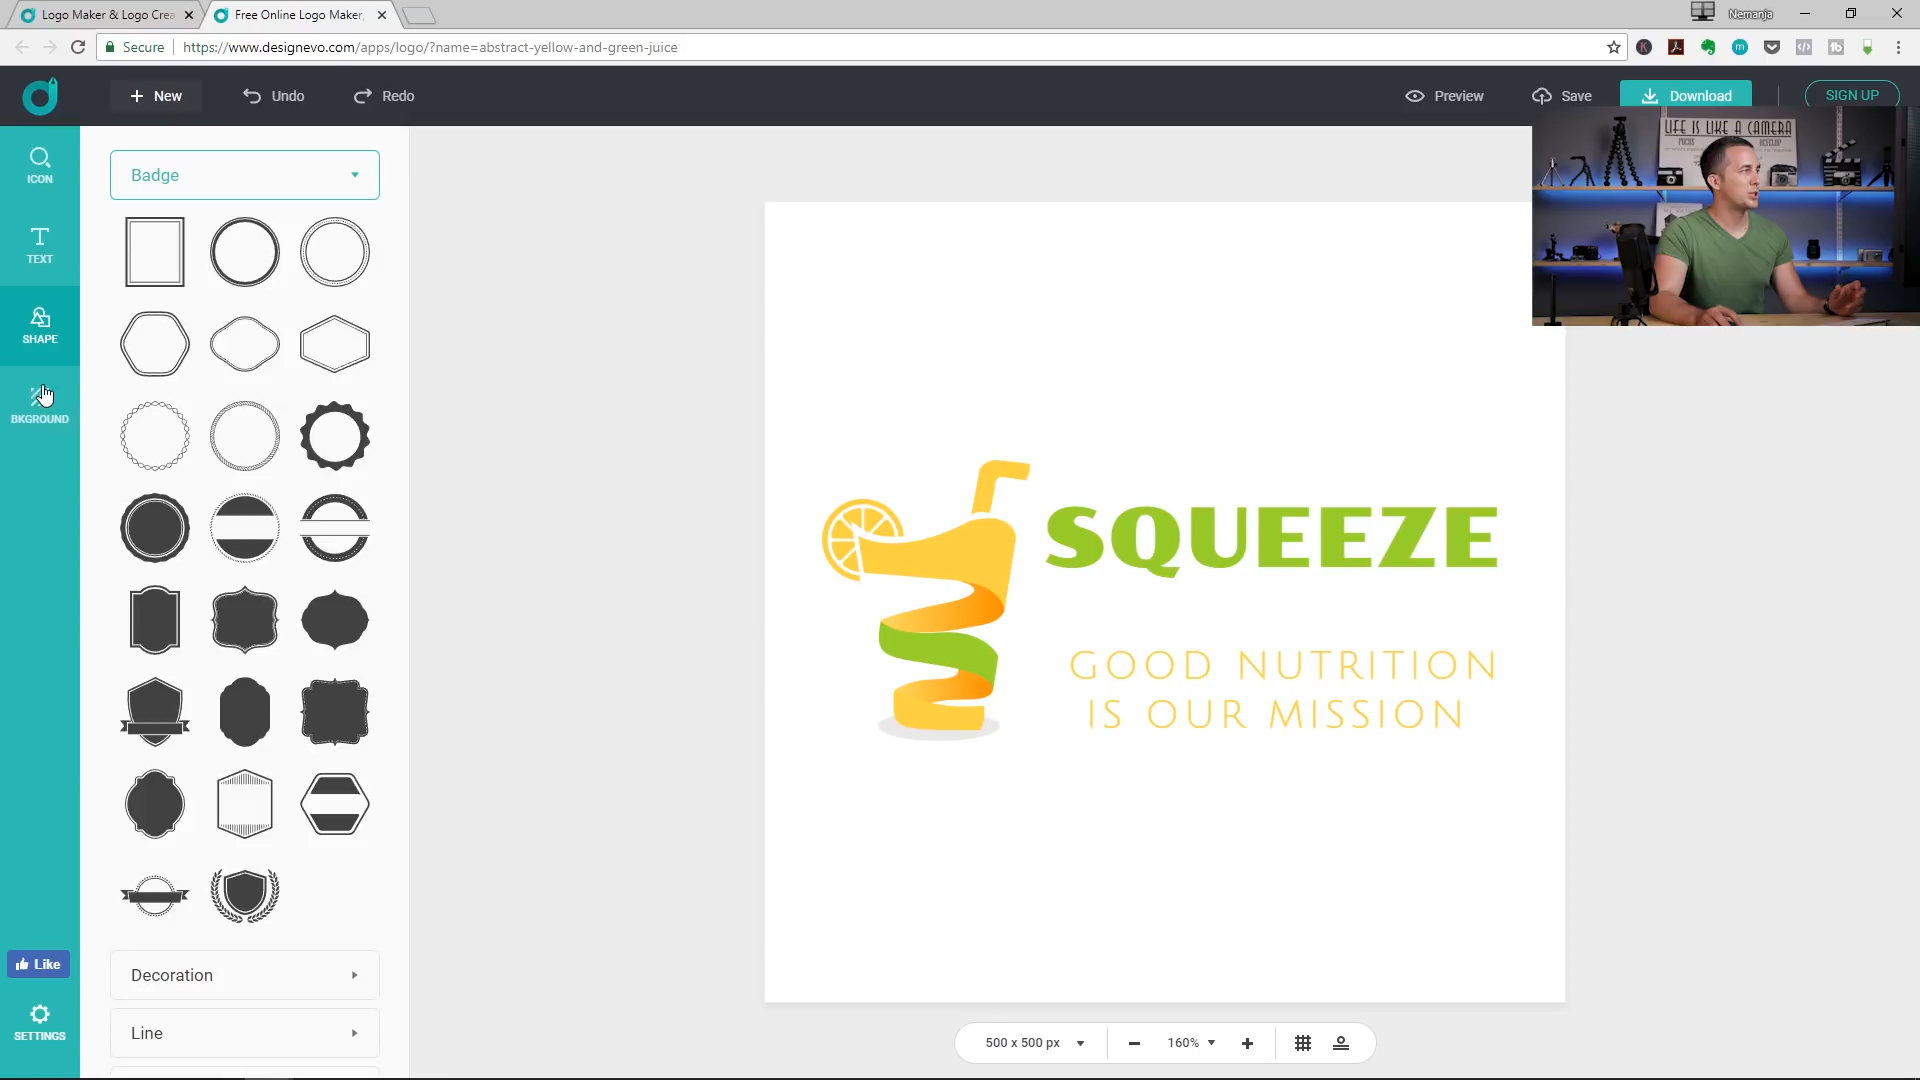 Logo Maker & Logo Crea
Free Online Logo Maker,
Nemanja
Secure
https://www.designevo.com/apps/logo/?name=abstract-yellow-and-green-juice
New
Undo
Redo
Preview
Save
Download
SIGN UP
ICON
TEXT
SHAPE
BKGROUND
Like
SETTINGS
Badge
Decoration
Line
LIFE IS LIKE A CAMERA
FOCUS
DEVELOP
SQUEEZE
GOOD NUTRITION
IS OUR MISSION
500 x 500 px
160%